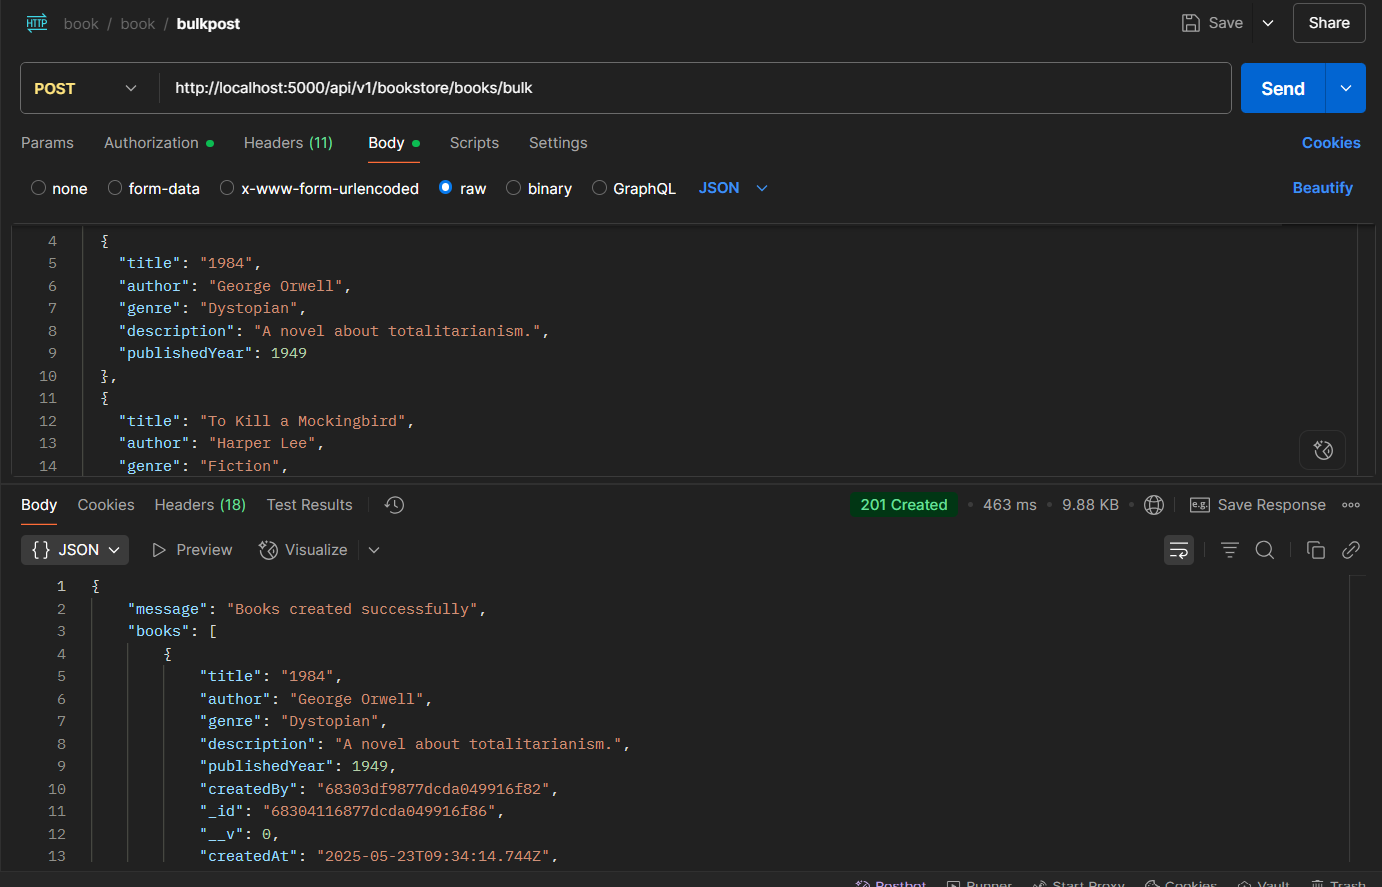 HTTP book / book / bulkpost Save Share
POST http://localhost:5000/api/v1/bookstore/books/bulk Send
Params Authorization Headers (11) Body Scripts Settings Cookies
none form-data x-www-form-urlencoded raw binary GraphQL JSON Beautify
4 {
5 "title": "1984",
6 "author": "George Orwell",
7 "genre": "Dystopian",
8 "description": "A novel about totalitarianism.",
9 "publishedYear": 1949
10 },
11 {
12 "title": "To Kill a Mockingbird",
13 "author": "Harper Lee",
14 "genre": "Fiction",
Body Cookies Headers (18) Test Results 201 Created • 463 ms • 9.88 KB • e.g. Save Response
{} JSON Preview Visualize
1 {
2 "message": "Books created successfully",
3 "books": [
4 {
5 "title": "1984",
6 "author": "George Orwell",
7 "genre": "Dystopian",
8 "description": "A novel about totalitarianism.",
9 "publishedYear": 1949,
10 "createdBy": "68303df9877dcda049916f82",
11 "_id": "68304116877dcda049916f86",
12 "__v": 0,
13 "createdAt": "2025-05-23T09:34:14.744Z",
Postbot Runner Start Proxy Cookies Vault Trash